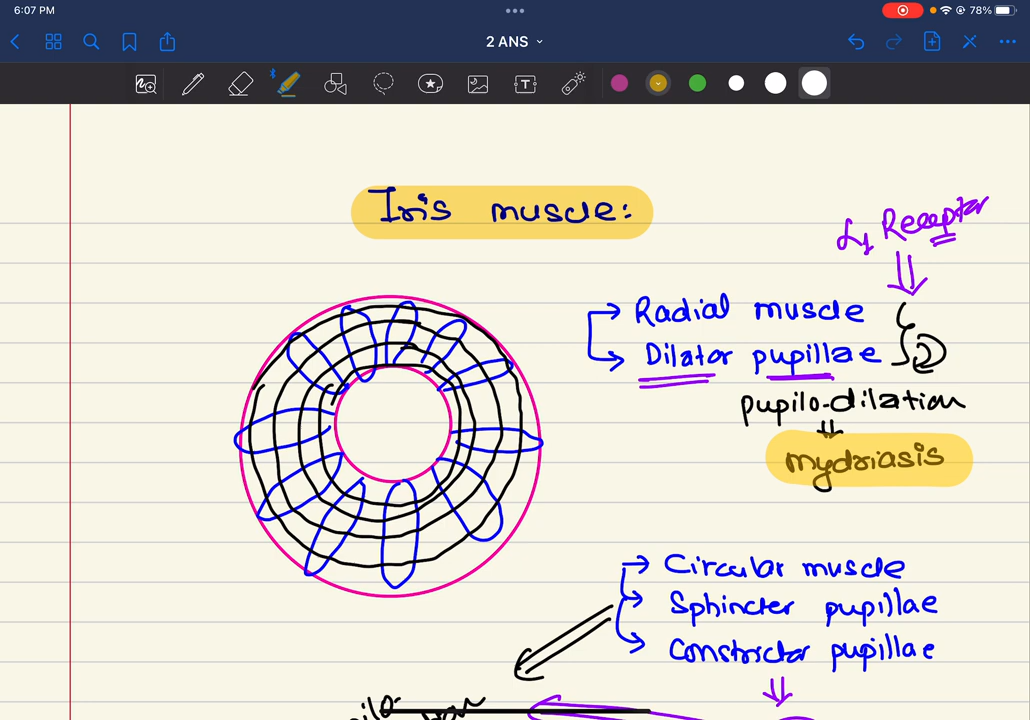 6:07 PM
78%
2 ANS
T
Iris muscle:
α1 Receptor
Radial muscle
Dilator pupillae
pupilo-dilation
mydriasis
Circular muscle
Sphincter pupillae
Constrictor pupillae